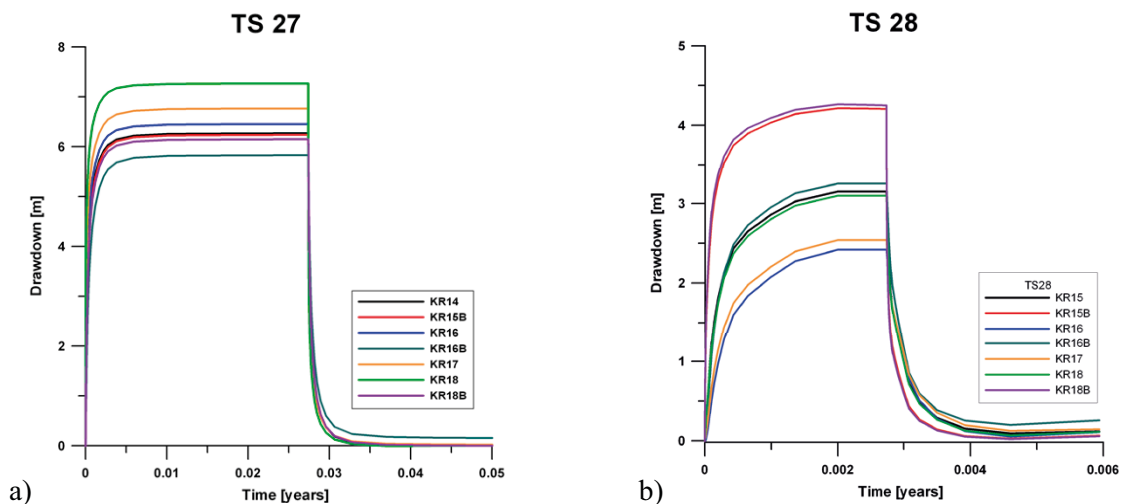 TS 27
8
6
4
2
0
Drawdown [m]
KR14
KR15B
KR16
KR16B
KR17
KR18
KR18B
0
0.01
0.02
0.03
0.04
0.05
Time [years]
a)
TS 28
5
4
3
2
1
0
Drawdown [m]
TS28
KR15
KR15B
KR16
KR16B
KR17
KR18
KR18B
0
0.002
0.004
0.006
Time [years]
b)